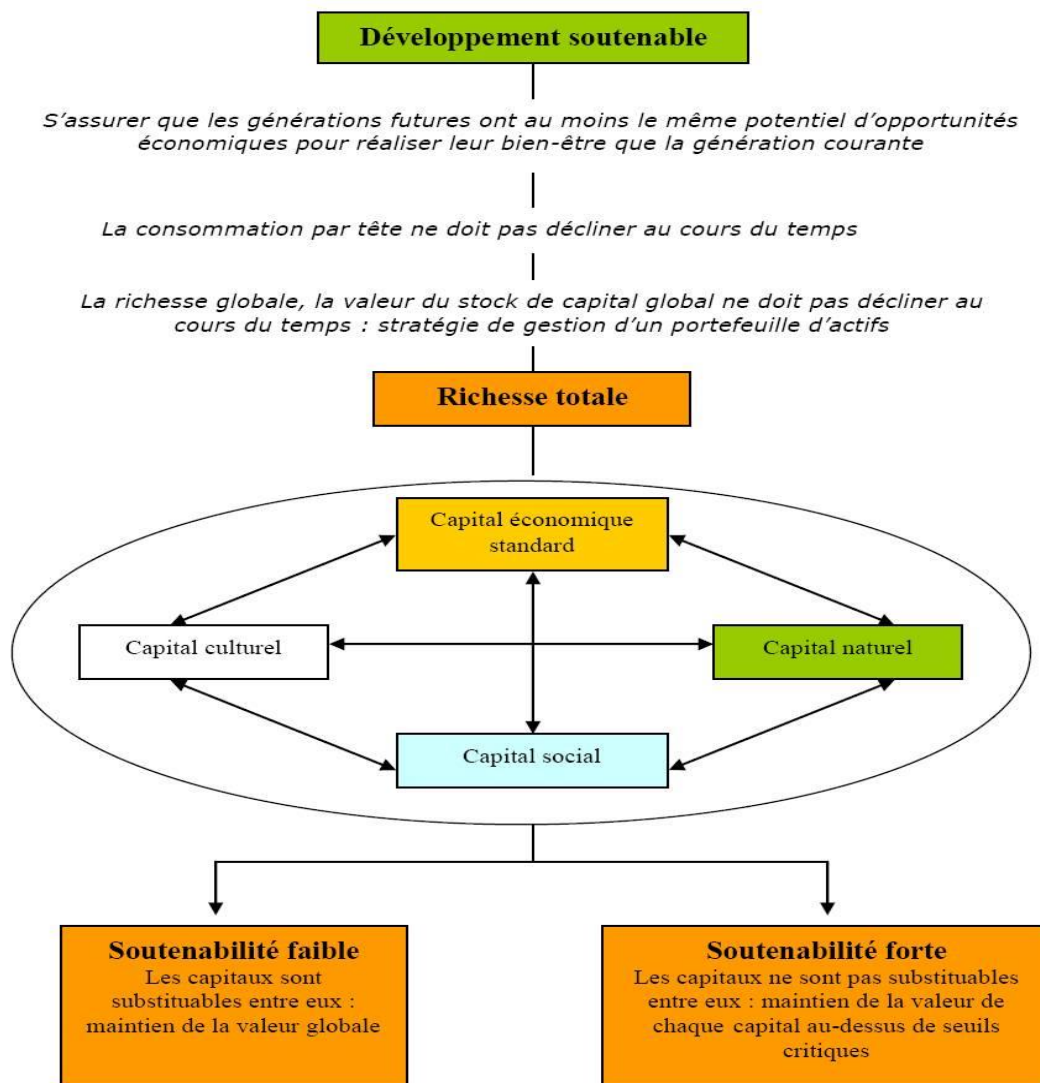 Développement soutenable
S'assurer que les générations futures ont au moins le même potentiel d'opportunités
économiques pour réaliser leur bien-être que la génération courante
La consommation par tête ne doit pas décliner au cours du temps
La richesse globale, la valeur du stock de capital global ne doit pas décliner au
cours du temps : stratégie de gestion d'un portefeuille d'actifs
Richesse totale
Capital économique
standard
Capital culturel
Capital naturel
Capital social
Soutenabilité faible
Les capitaux sont
substituables entre eux :
maintien de la valeur globale
Soutenabilité forte
Les capitaux ne sont pas substituables
entre eux : maintien de la valeur de
chaque capital au-dessus de seuils
critiques